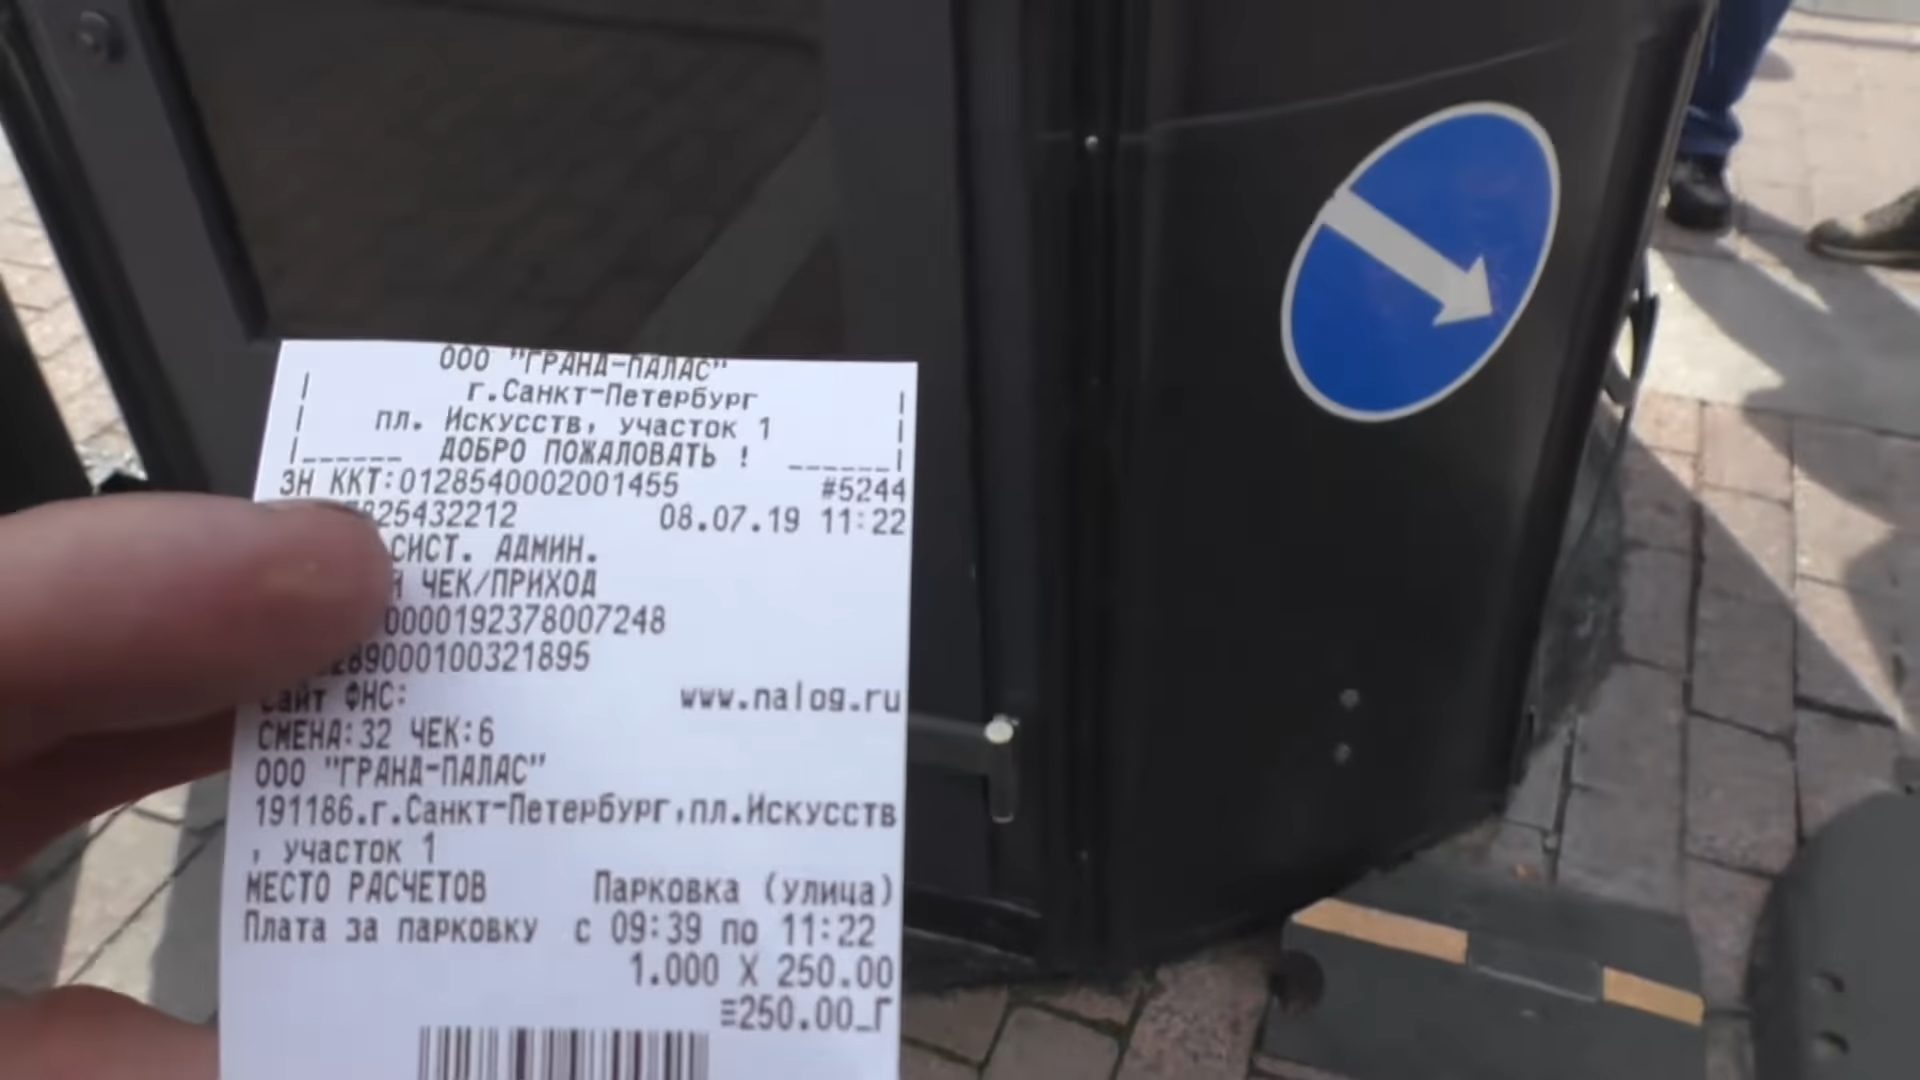 ООО "ГРАНД-ПАЛАС"
г.Санкт-Петербург
пл. Искусств, участок 1
ДОБРО ПОЖАЛОВАТЬ !
ЗН ККТ:0128540002001455 #5244
08.07.19 11:22
СИСТ. АДМИН.
ЧЕК/ПРИХОД
Сайт ФНС: www.nalog.ru
СМЕНА:32 ЧЕК:6
ООО "ГРАНД-ПАЛАС"
191186.г.Санкт-Петербург,пл.Искусств
, участок 1
МЕСТО РАСЧЕТОВ Парковка (улица)
Плата за парковку с 09:39 по 11:22
1.000 X 250.00
≡250.00_Г